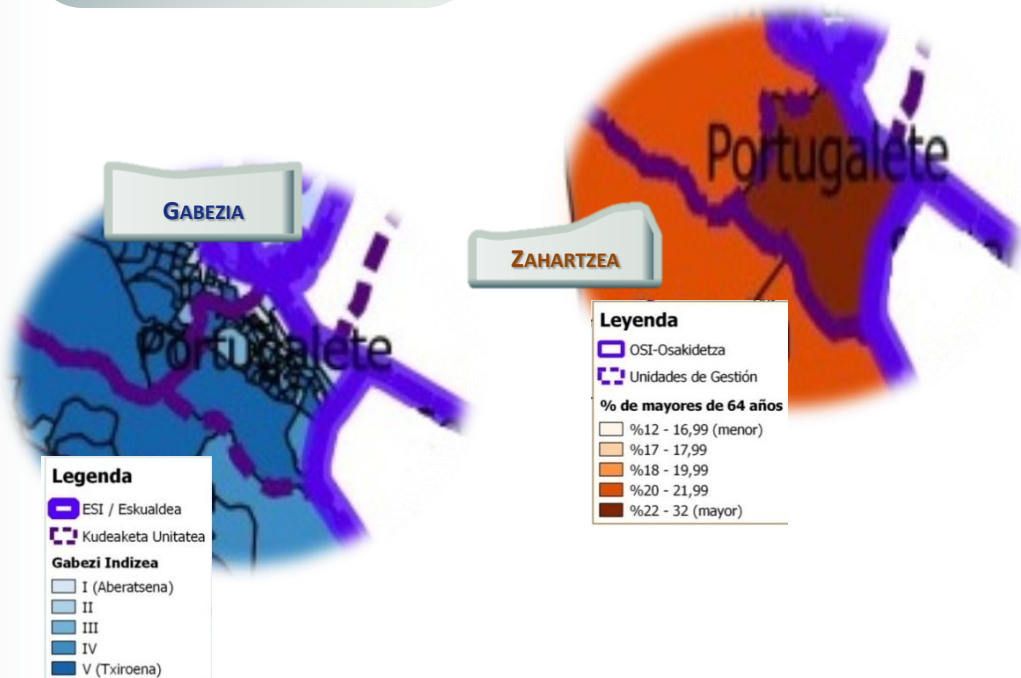 GABEZIA
Portugalete
Legenda
ESI / Eskualdea
Kudeaketa Unitatea
Gabezi Indizea
I (Aberatsena)
II
III
IV
V (Txiroena)
Portugalete
ZAHARTZEA
Leyenda
OSI-Osakidetza
Unidades de Gestión
% de mayores de 64 años
%12 - 16,99 (menor)
%17 - 17,99
%18 - 19,99
%20 - 21,99
%22 - 32 (mayor)